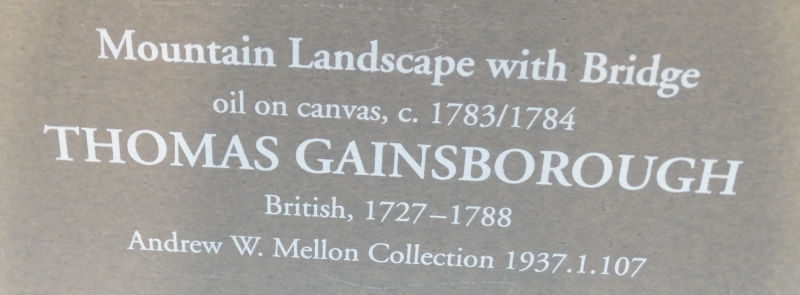 Mountain Landscape with Bridge
oil on canvas, c. 1783/1784
THOMAS GAINSBOROUGH
British, 1727–1788
Andrew W. Mellon Collection 1937.1.107